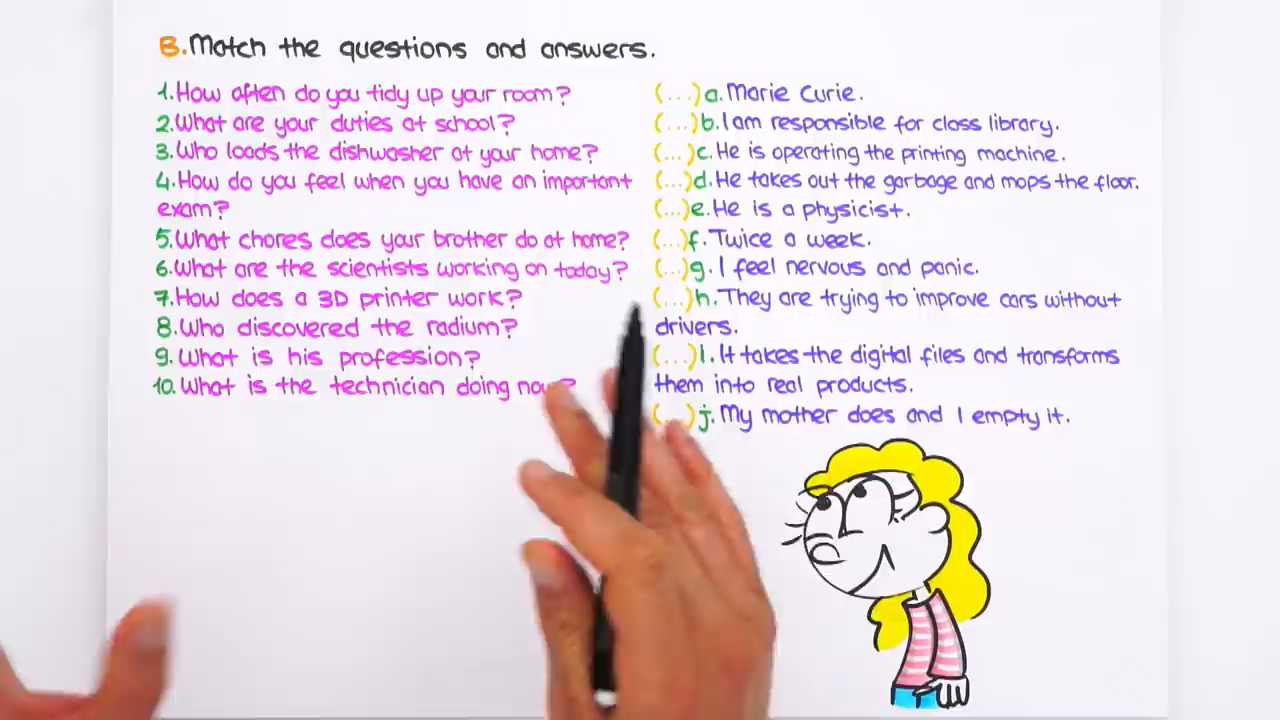 B. Match the questions and answers.
1. How often do you tidy up your room?
2. What are your duties at school?
3. Who loads the dishwasher at your home?
4. How do you feel when you have an important
exam?
5. What chores does your brother do at home?
6. What are the scientists working on today?
7. How does a 3D printer work?
8. Who discovered the radium?
9. What is his profession?
10. What is the technician doing now?
(...) a. Marie Curie.
(...) b. I am responsible for class library.
(...) c. He is operating the printing machine.
(...) d. He takes out the garbage and mops the floor.
(...) e. He is a physicist.
(...) f. Twice a week.
(...) g. I feel nervous and panic.
(...) h. They are trying to improve cars without
drivers.
(...) I. It takes the digital files and transforms
them into real products.
(...) j. My mother does and I empty it.